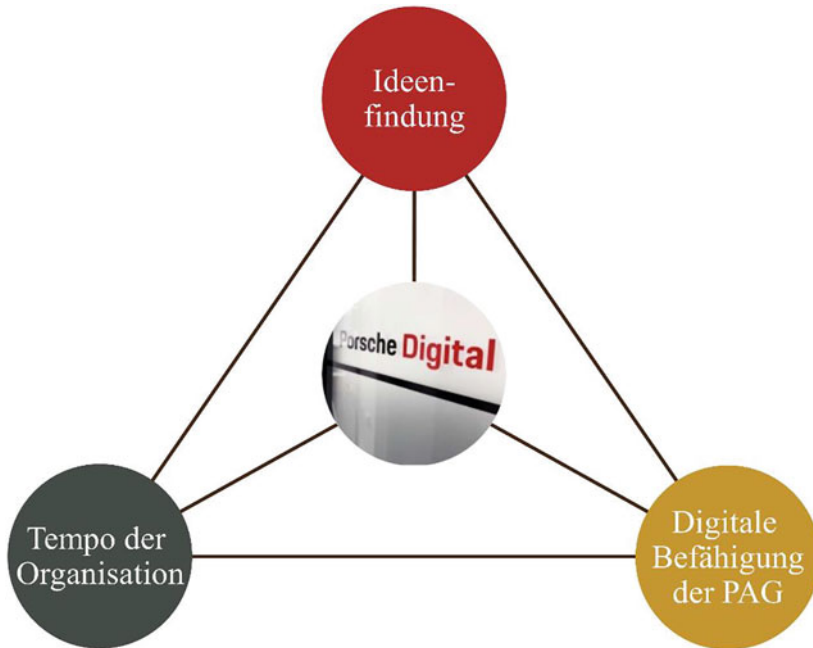 Ideen-
findung
Porsche Digital
Tempo der
Organisation
Digitale
Befähigung
der PAG